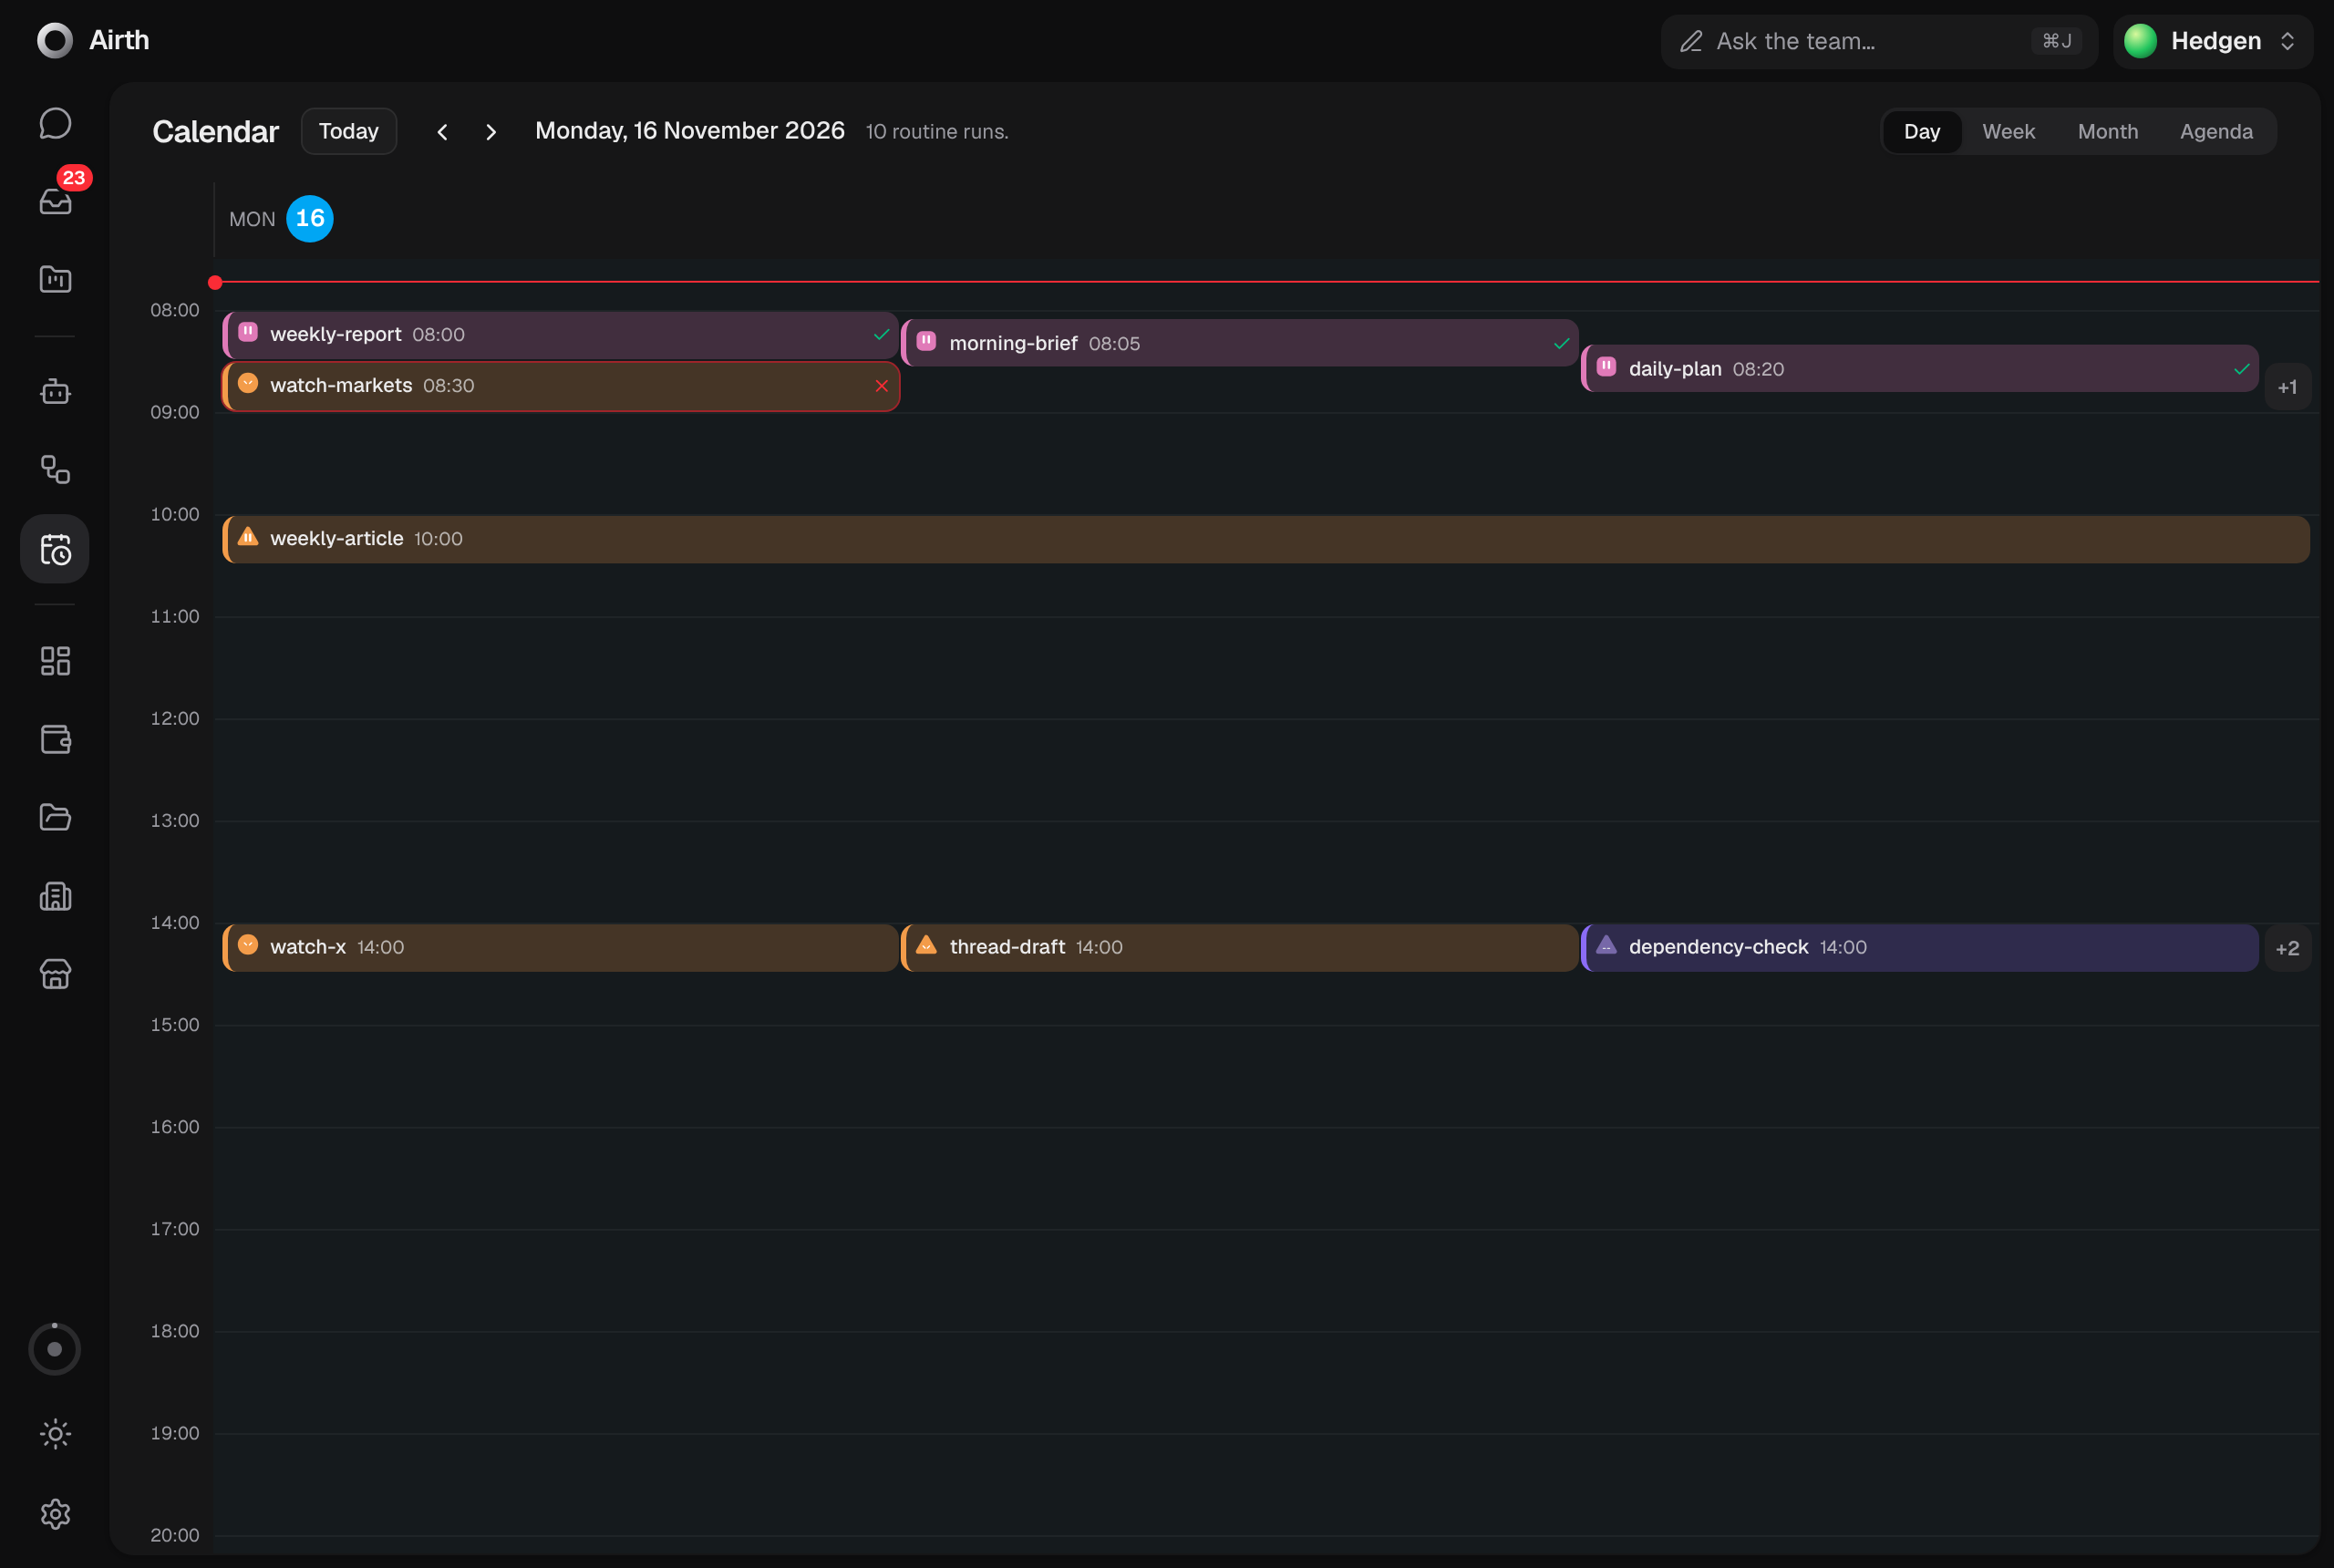 Airth
Ask the team... ⌘J
Hedgen
23
Calendar
Today
Monday, 16 November 2026
10 routine runs.
Day
Week
Month
Agenda
MON 16
08:00
weekly-report 08:00
morning-brief 08:05
daily-plan 08:20
watch-markets 08:30
+1
09:00
10:00
weekly-article 10:00
11:00
12:00
13:00
14:00
watch-x 14:00
thread-draft 14:00
dependency-check 14:00
+2
15:00
16:00
17:00
18:00
19:00
20:00